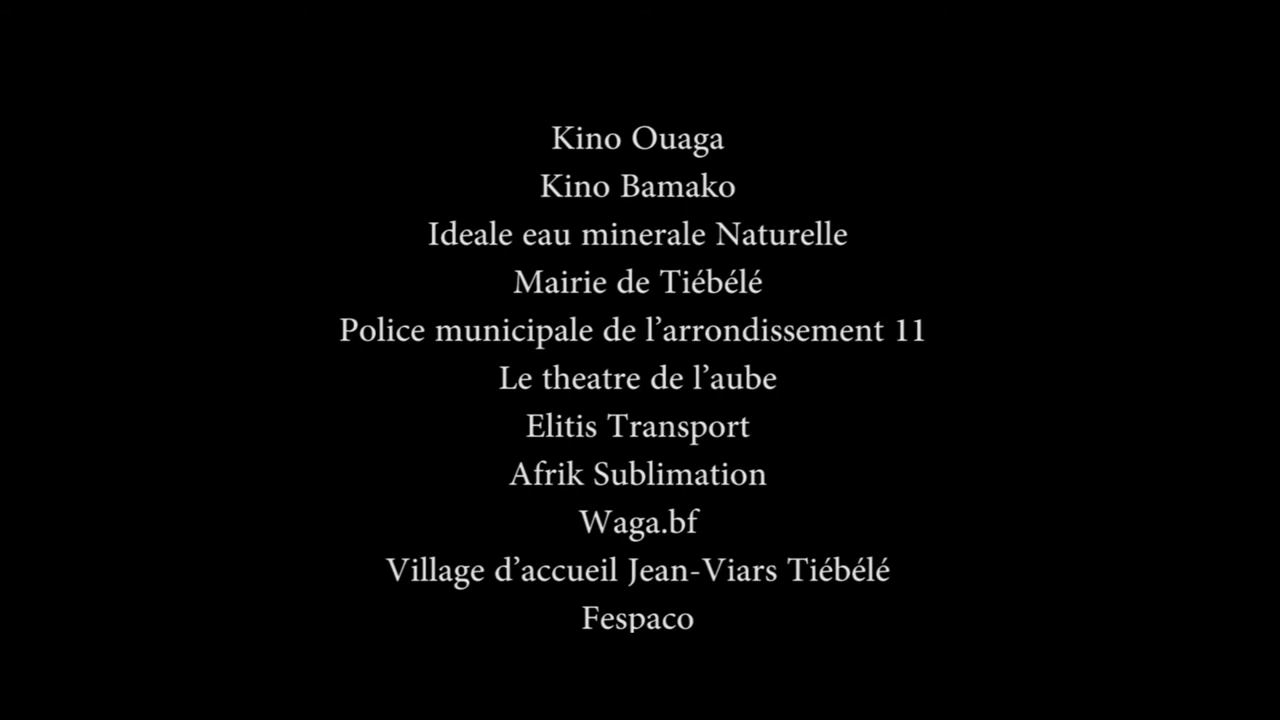 Kino Ouaga
Kino Bamako
Ideale eau minerale Naturelle
Mairie de Tiébélé
Police municipale de l’arrondissement 11
Le theatre de l’aube
Elitis Transport
Afrik Sublimation
Waga.bf
Village d’accueil Jean-Viars Tiébélé
Fespaco